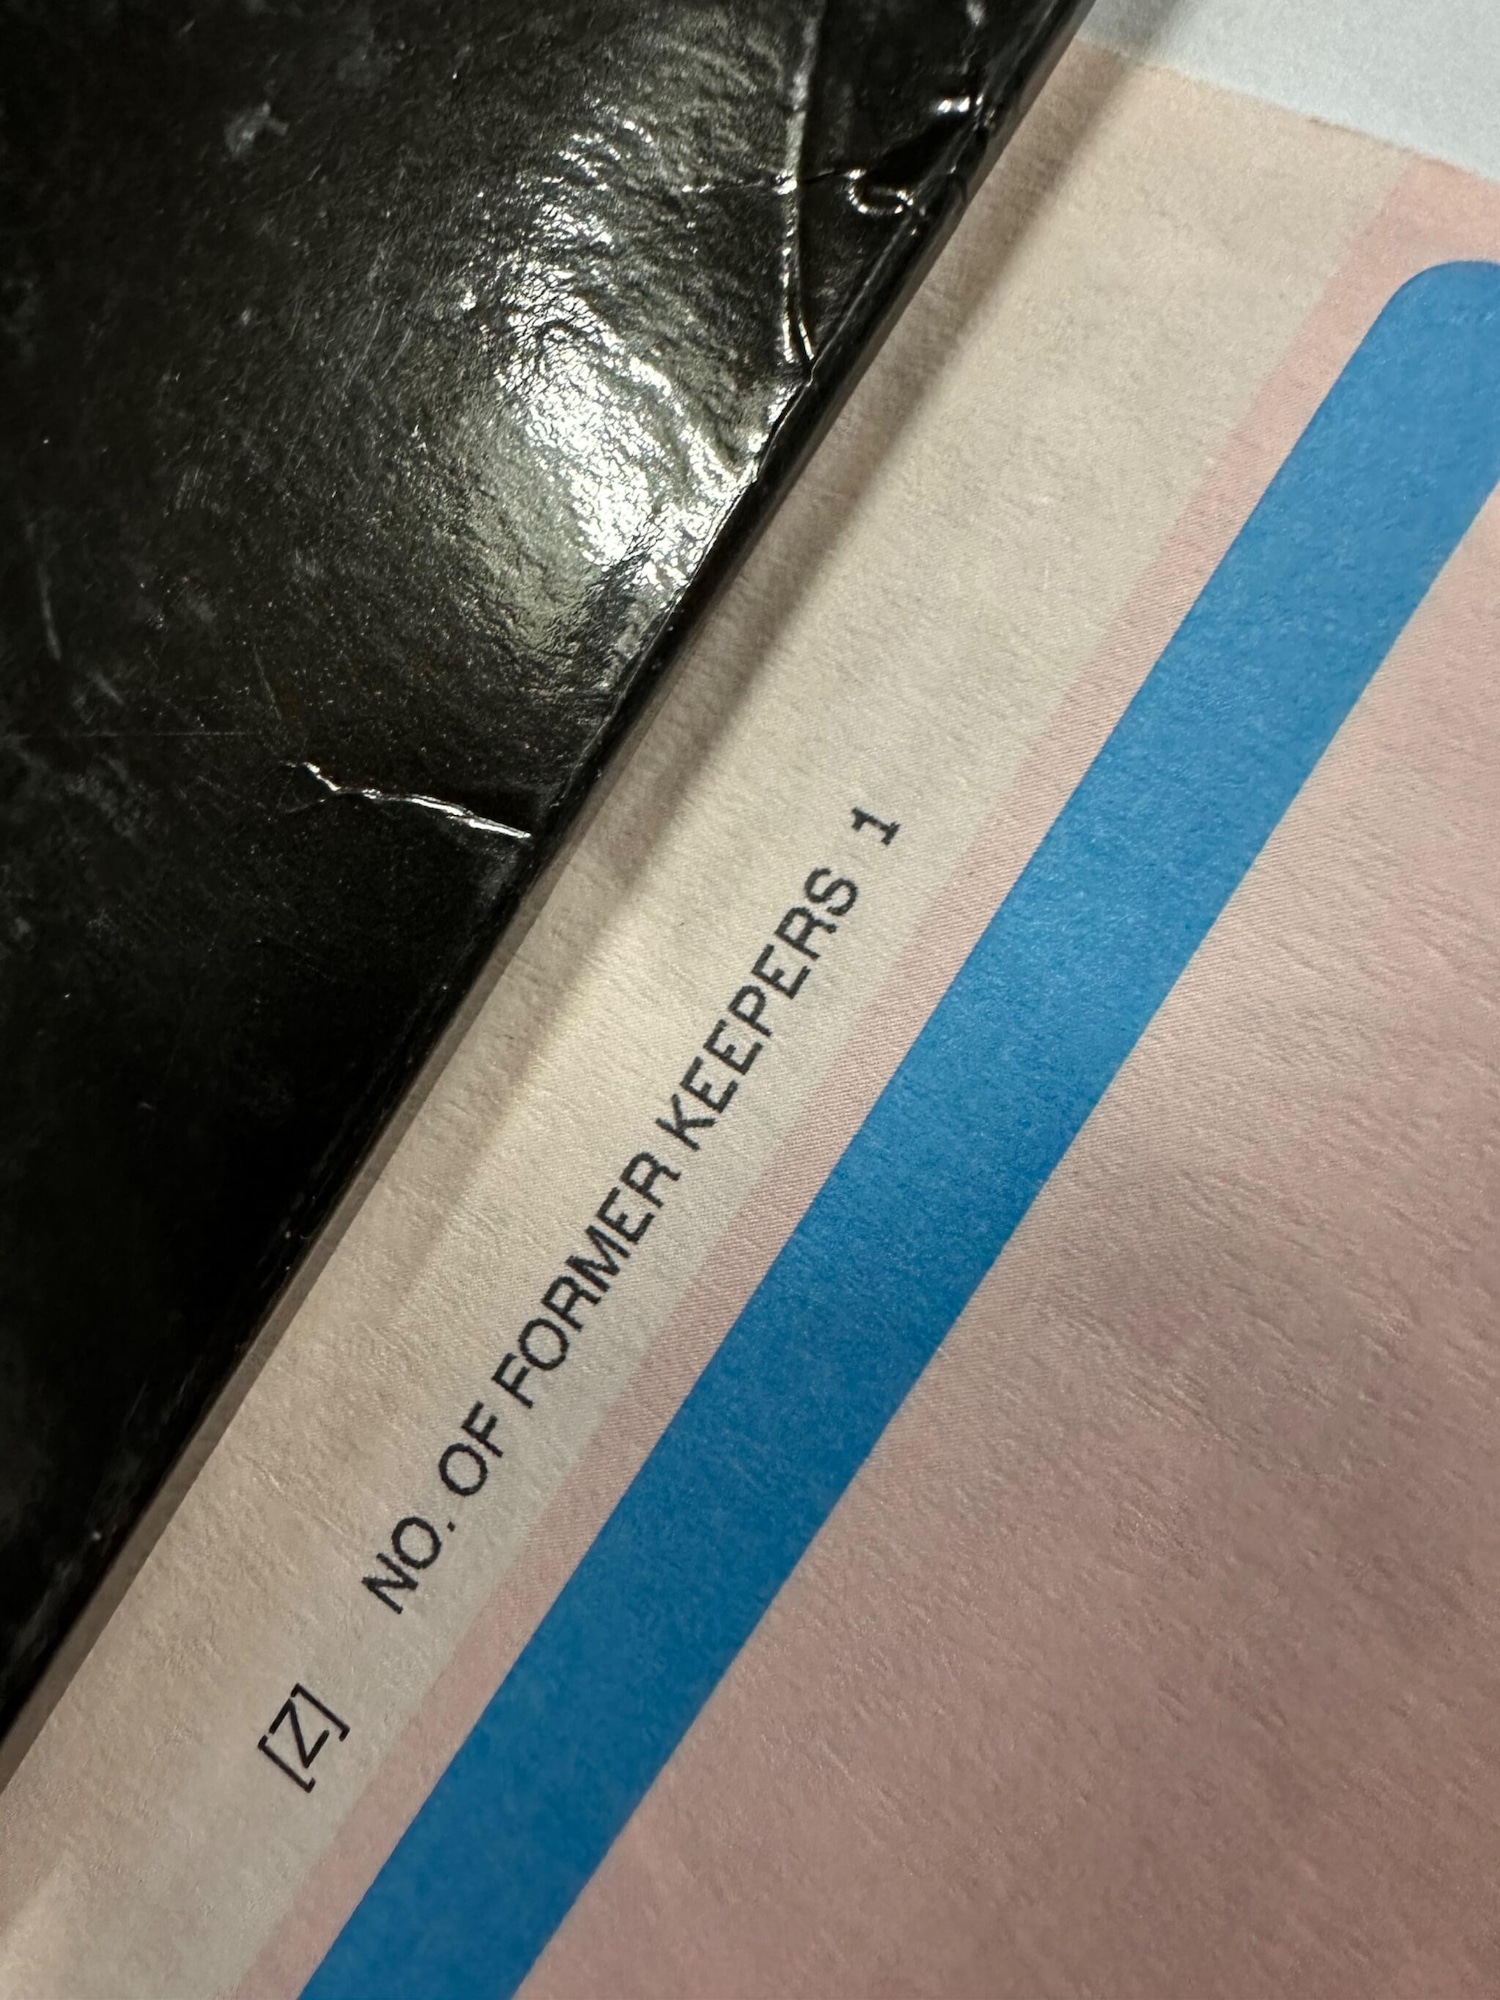 [Z] NO. OF FORMER KEEPERS 1